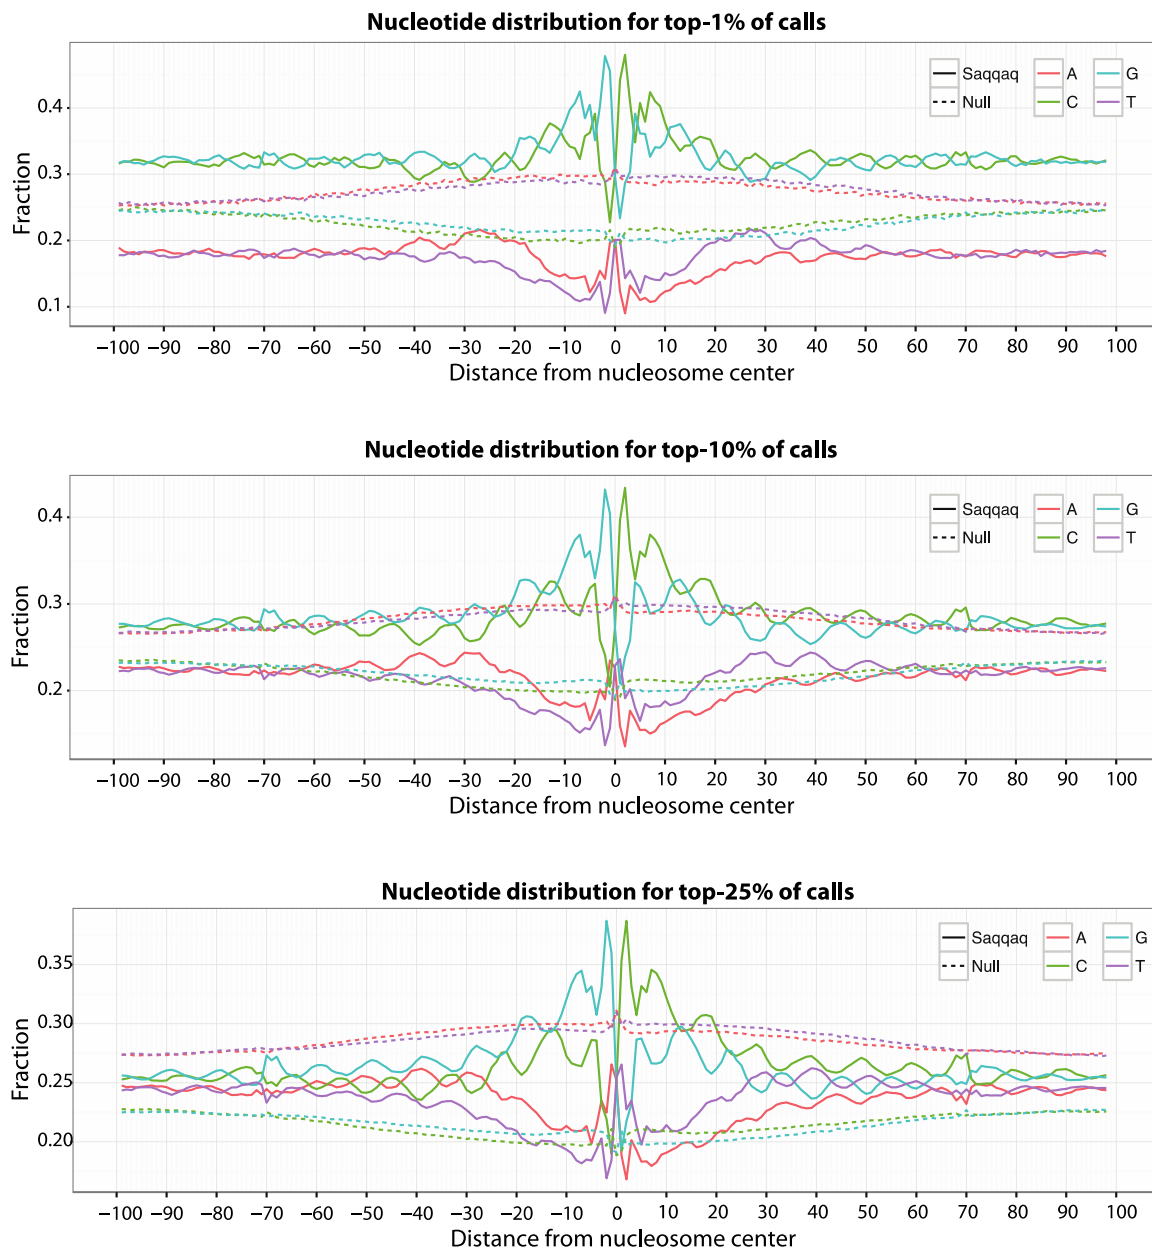 Nucleotide distribution for top-1% of calls
Saqqaq A G
Null C T
0.4
0.3
0.2
0.1
Fraction
−100 −90 −80 −70 −60 −50 −40 −30 −20 −10 0 10 20 30 40 50 60 70 80 90 100
Distance from nucleosome center
Nucleotide distribution for top-10% of calls
Saqqaq A G
Null C T
0.4
0.3
0.2
Fraction
−100 −90 −80 −70 −60 −50 −40 −30 −20 −10 0 10 20 30 40 50 60 70 80 90 100
Distance from nucleosome center
Nucleotide distribution for top-25% of calls
Saqqaq A G
Null C T
0.35
0.30
0.25
0.20
Fraction
−100 −90 −80 −70 −60 −50 −40 −30 −20 −10 0 10 20 30 40 50 60 70 80 90 100
Distance from nucleosome center